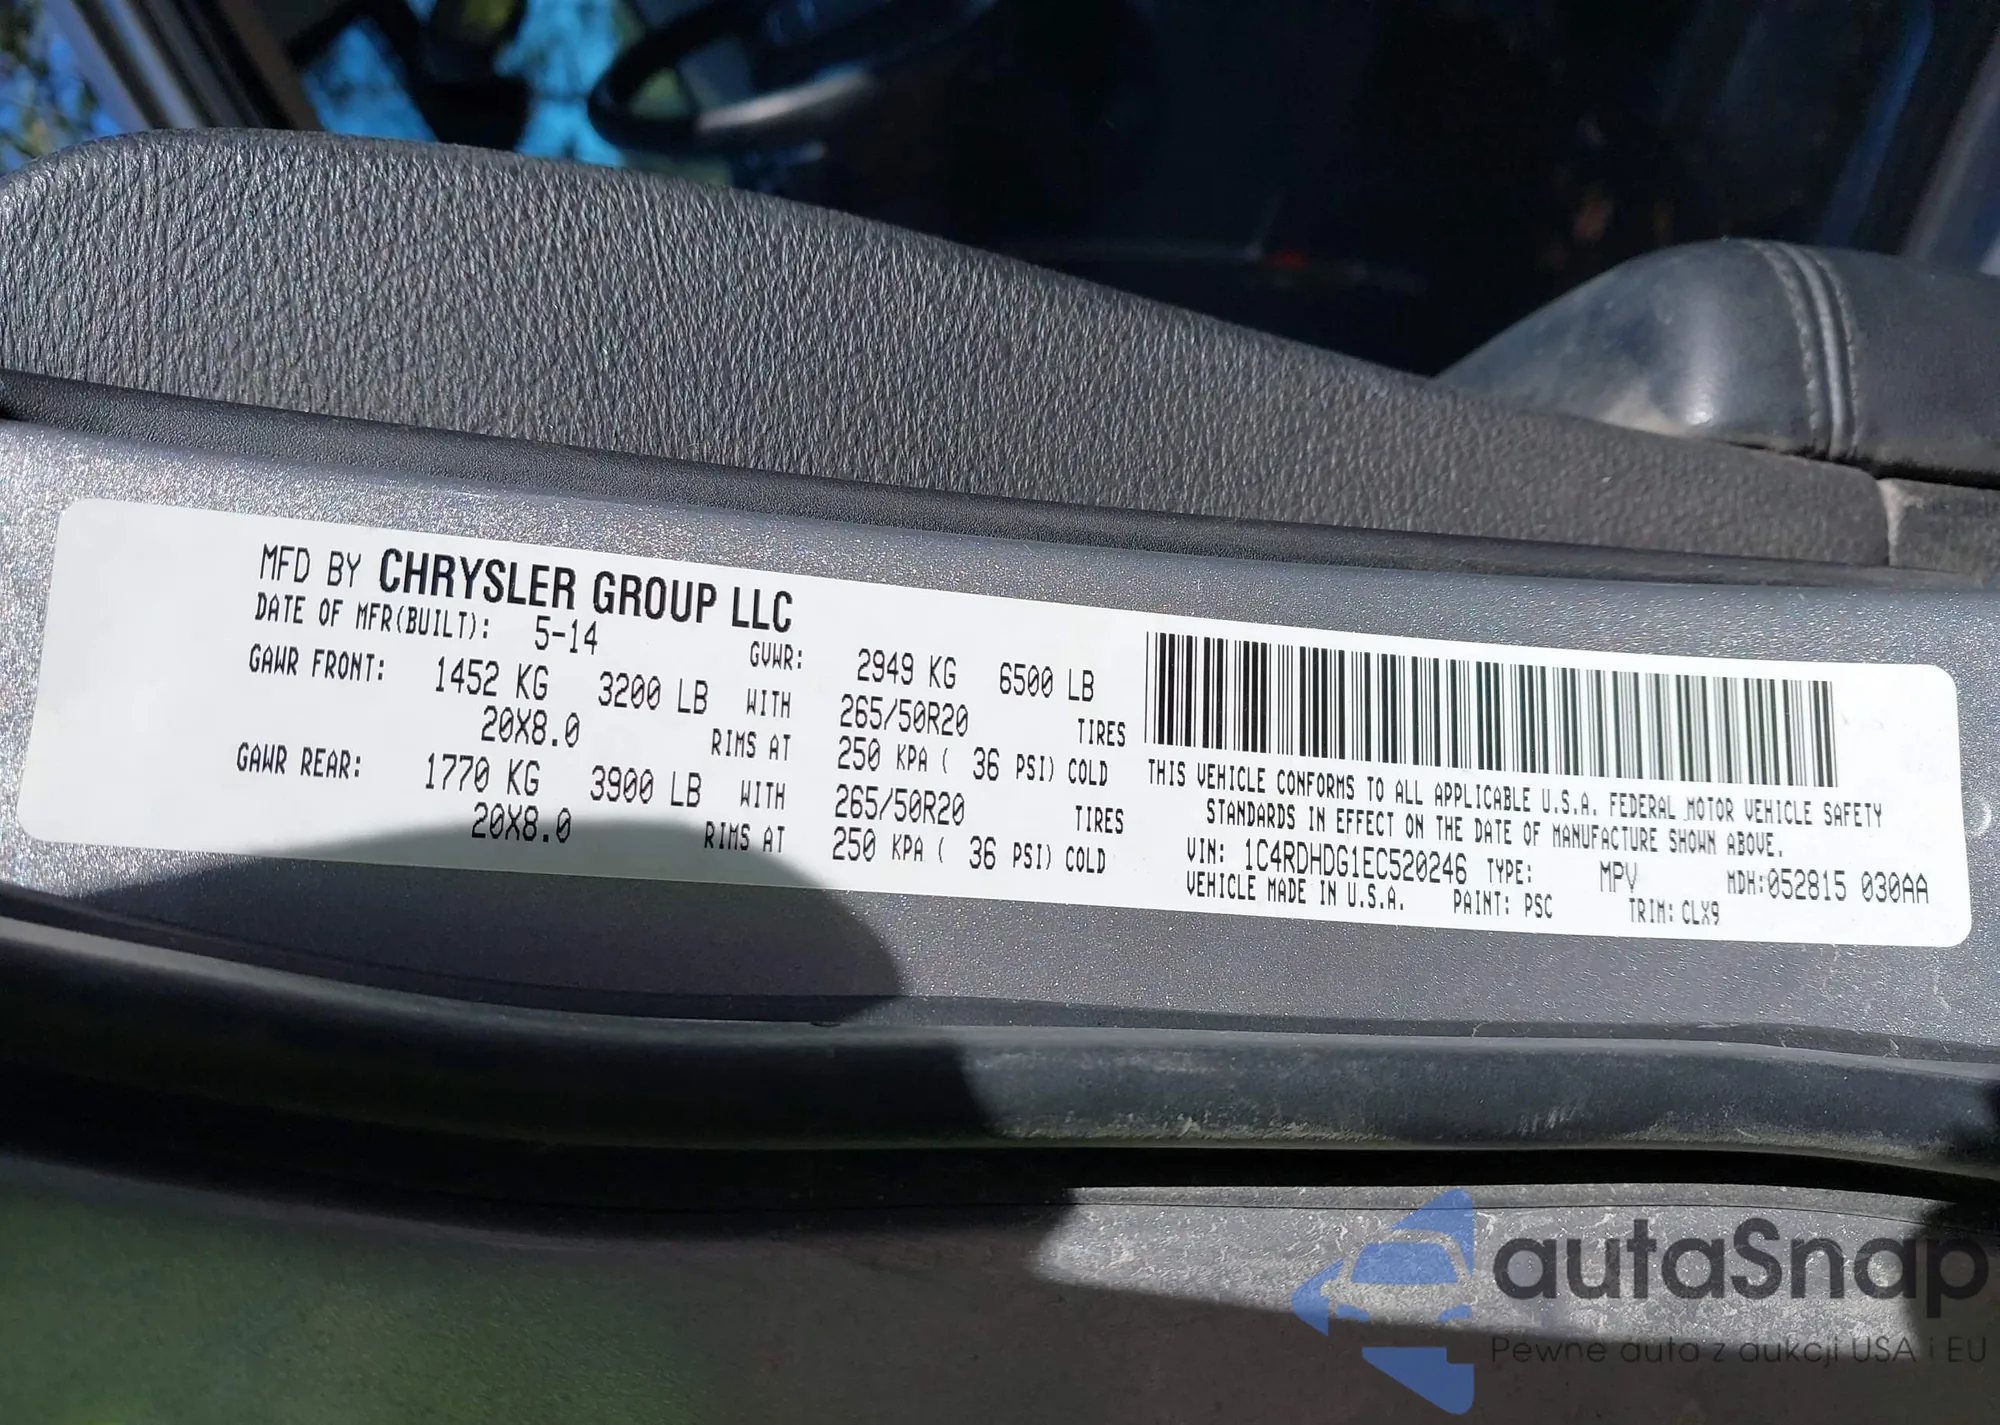 MFD BY CHRYSLER GROUP LLC
DATE OF MFR(BUILT): 5-14 GVWR: 2949 KG 6500 LB
GAWR FRONT: 1452 KG 3200 LB WITH 265/50R20 TIRES
20X8.0 RIMS AT 250 KPA ( 36 PSI) COLD
GAWR REAR: 1770 KG 3900 LB WITH 265/50R20 TIRES
20X8.0 RIMS AT 250 KPA ( 36 PSI) COLD
THIS VEHICLE CONFORMS TO ALL APPLICABLE U.S.A. FEDERAL MOTOR VEHICLE SAFETY
STANDARDS IN EFFECT ON THE DATE OF MANUFACTURE SHOWN ABOVE.
VIN: 1C4RDHDG1EC520246 TYPE: MPV MDH:052815 030AA
VEHICLE MADE IN U.S.A. PAINT: PSC TRIM: CLX9
autaSnap
Pewne auta z aukcji USA i EU